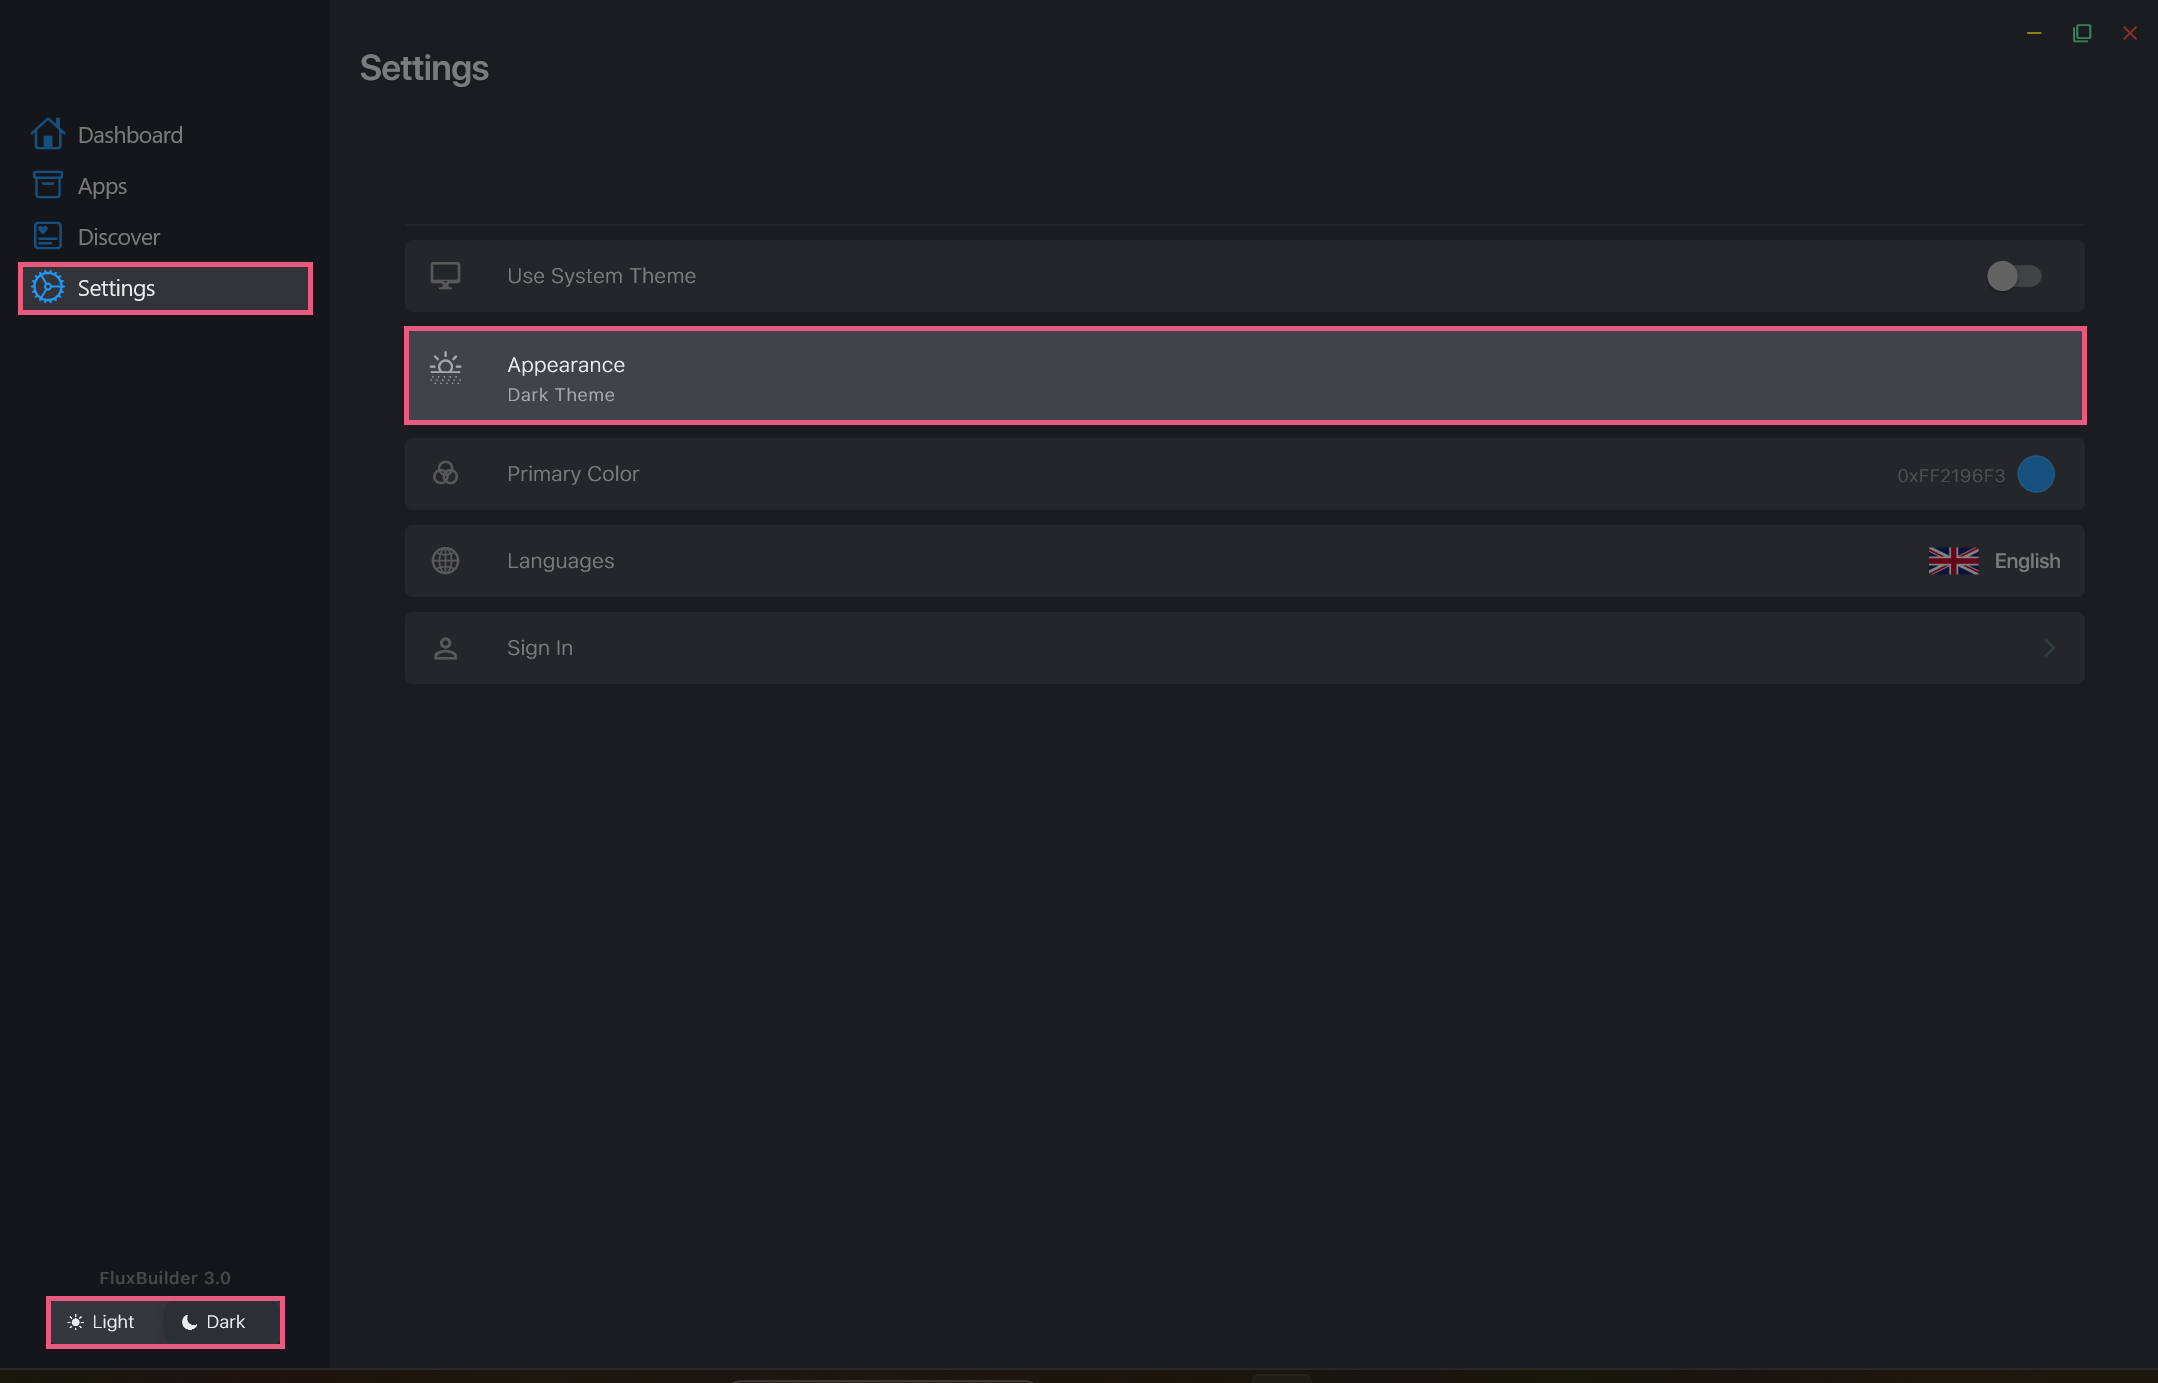 Settings
Dashboard
Apps
Discover
Settings
Use System Theme
Appearance
Dark Theme
Primary Color
0xFF2196F3
Languages
English
Sign In
FluxBuilder 3.0
Light
Dark